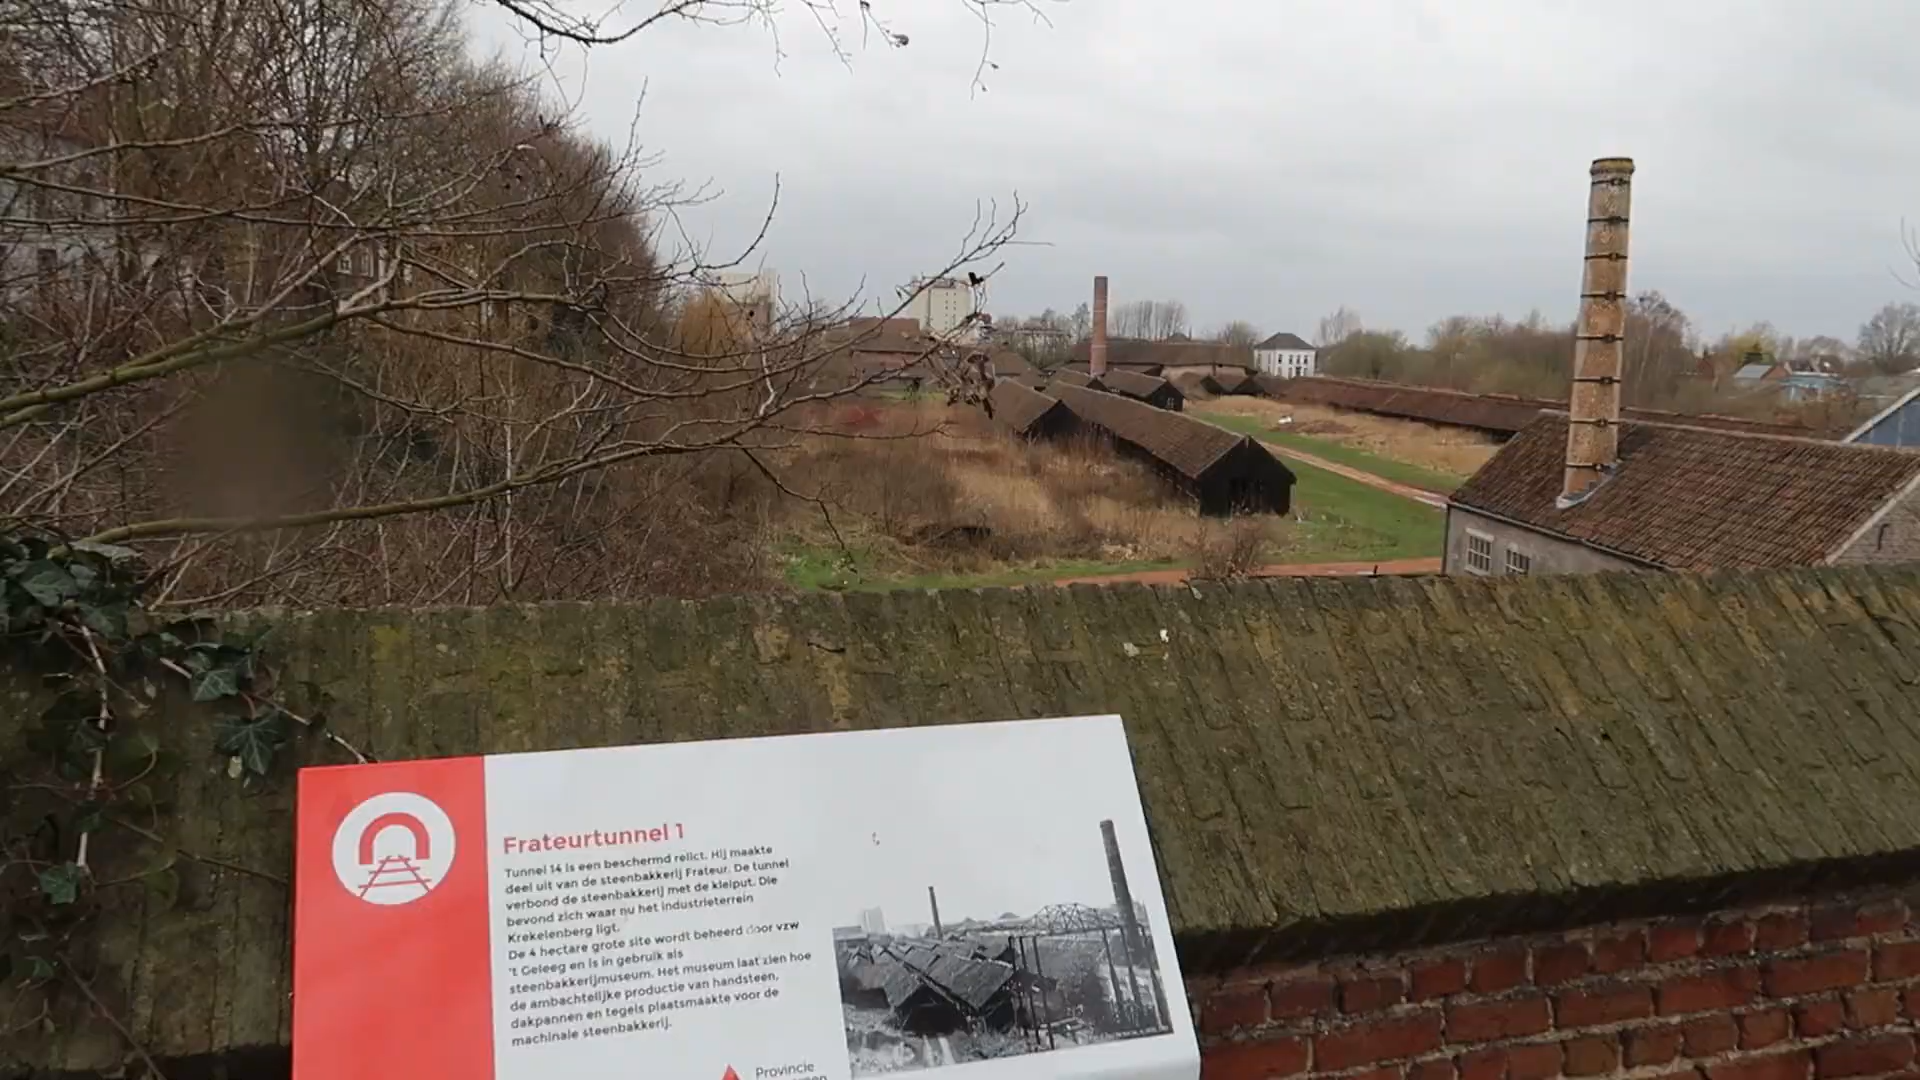 Frateurtunnel 1
Tunnel 14 is een beschermd relict. Hij maakte
deel uit van de steenbakkerij Frateur. De tunnel
verbond de steenbakkerij met de kleiput. Die
bevond zich waar nu het industrieterrein
Krekelenberg ligt.
De 4 hectare grote site wordt beheerd door vzw
't Geleeg en is in gebruik als
steenbakkerijmuseum. Het museum laat zien hoe
de ambachtelijke productie van handsteen,
dakpannen en tegels plaatsmaakte voor de
machinale steenbakkerij.
Provincie